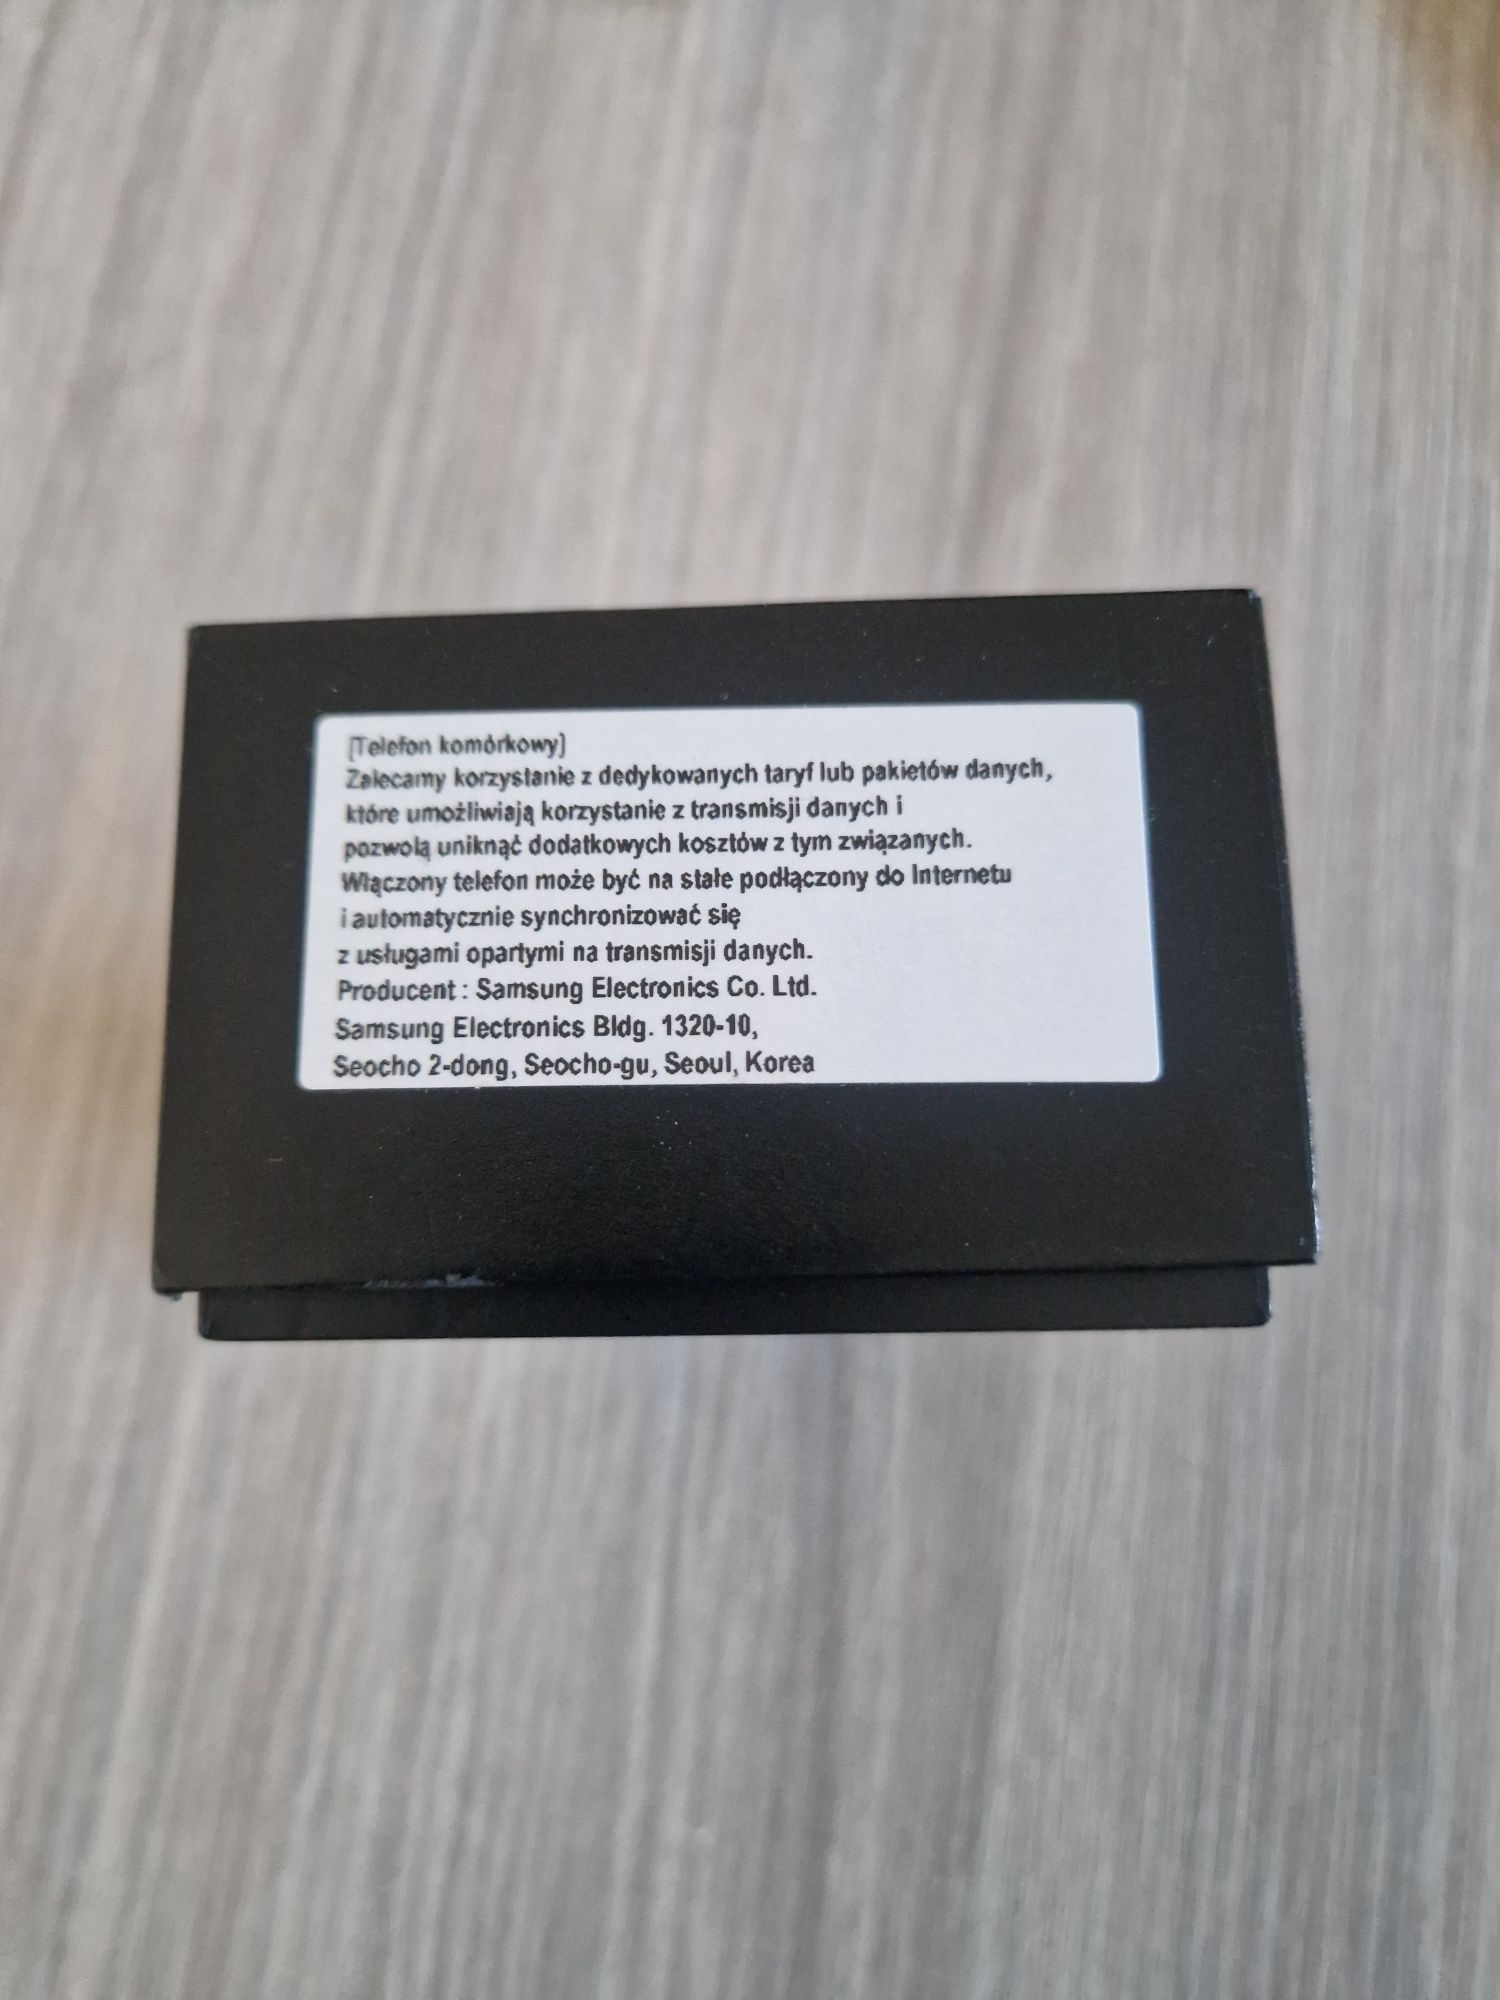 [Telefon komórkowy]
Zalecamy korzystanie z dedykowanych taryf lub pakietów danych,
które umożliwiają korzystanie z transmisji danych i
pozwolą uniknąć dodatkowych kosztów z tym związanych.
Włączony telefon może być na stałe podłączony do Internetu
i automatycznie synchronizować się
z usługami opartymi na transmisji danych.
Producent : Samsung Electronics Co. Ltd.
Samsung Electronics Bldg. 1320-10,
Seocho 2-dong, Seocho-gu, Seoul, Korea